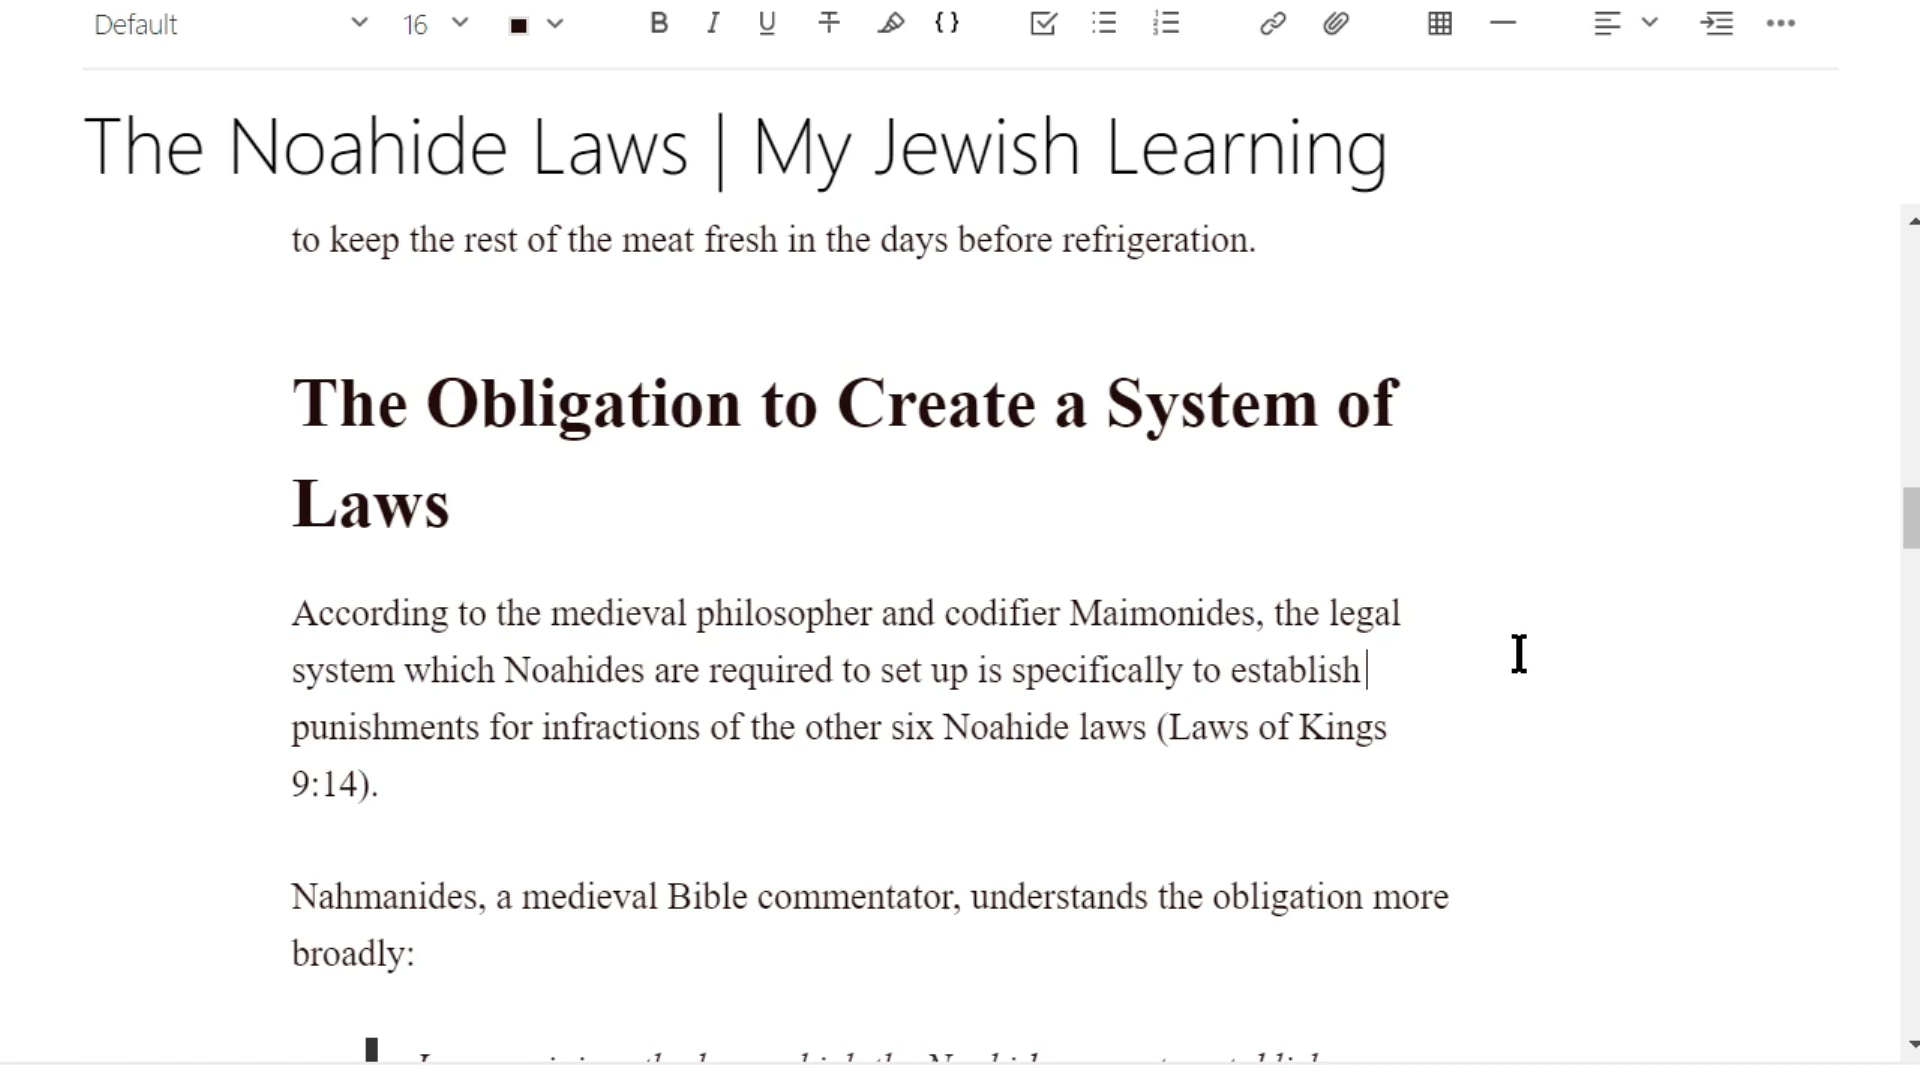 Default 16 B I U T {}
The Noahide Laws | My Jewish Learning
to keep the rest of the meat fresh in the days before refrigeration.
The Obligation to Create a System of
Laws
According to the medieval philosopher and codifier Maimonides, the legal
system which Noahides are required to set up is specifically to establish
punishments for infractions of the other six Noahide laws (Laws of Kings
9:14).
Nahmanides, a medieval Bible commentator, understands the obligation more
broadly: